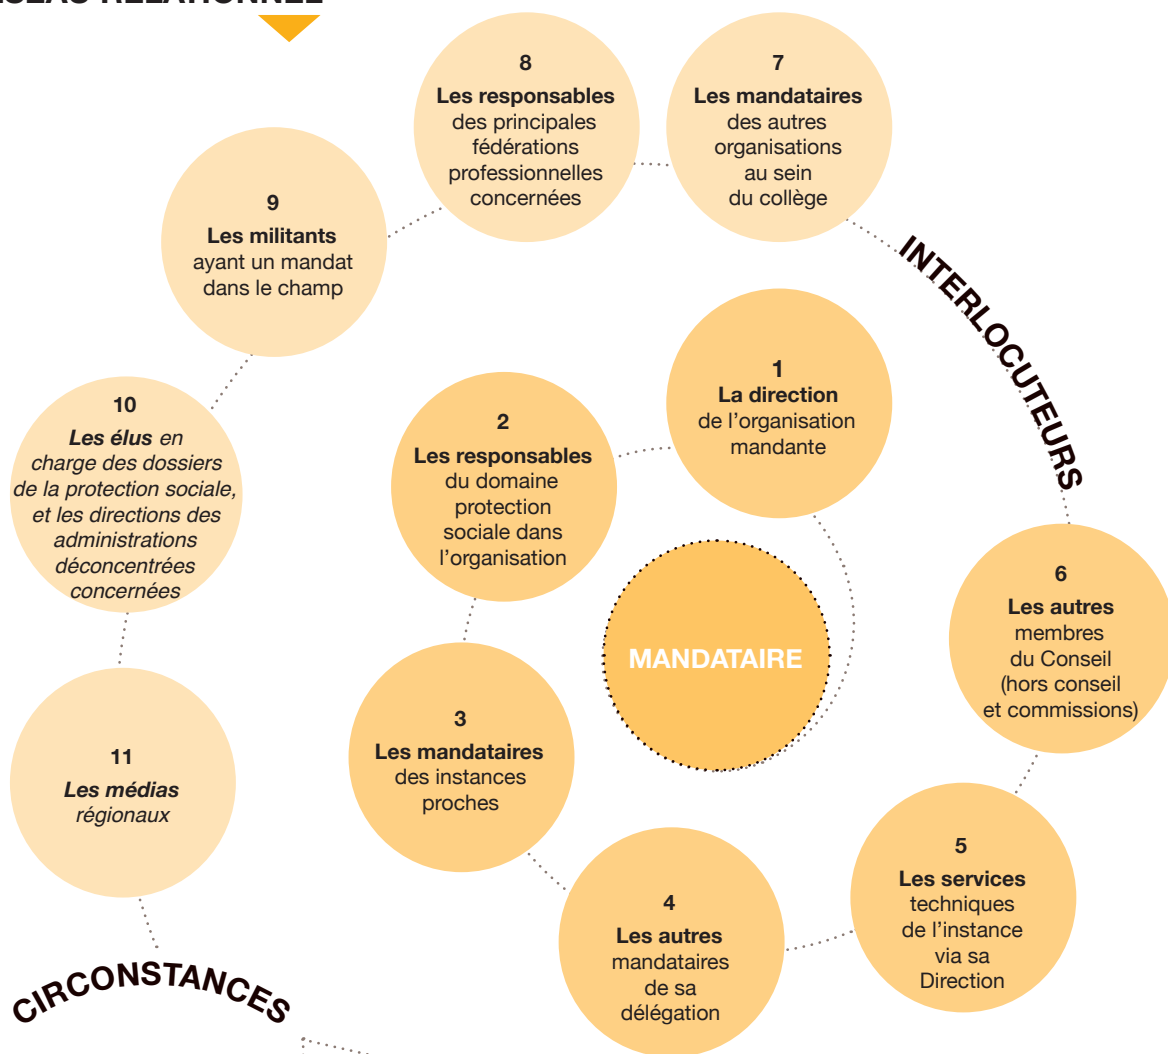 8
Les responsables
des principales
fédérations
professionnelles
concernées
7
Les mandataires
des autres
organisations
au sein
du collège
9
Les militants
ayant un mandat
dans le champ
INTERLOCUTEURS
1
La direction
de l’organisation
mandante
2
Les responsables
du domaine
protection
sociale dans
l’organisation
10
Les élus en
charge des dossiers
de la protection sociale,
et les directions des
administrations
déconcentrées
concernées
6
Les autres
membres
du Conseil
(hors conseil
et commissions)
MANDATAIRE
3
Les mandataires
des instances
proches
11
Les médias
régionaux
5
Les services
techniques
de l’instance
via sa
Direction
4
Les autres
mandataires
de sa
délégation
CIRCONSTANCES